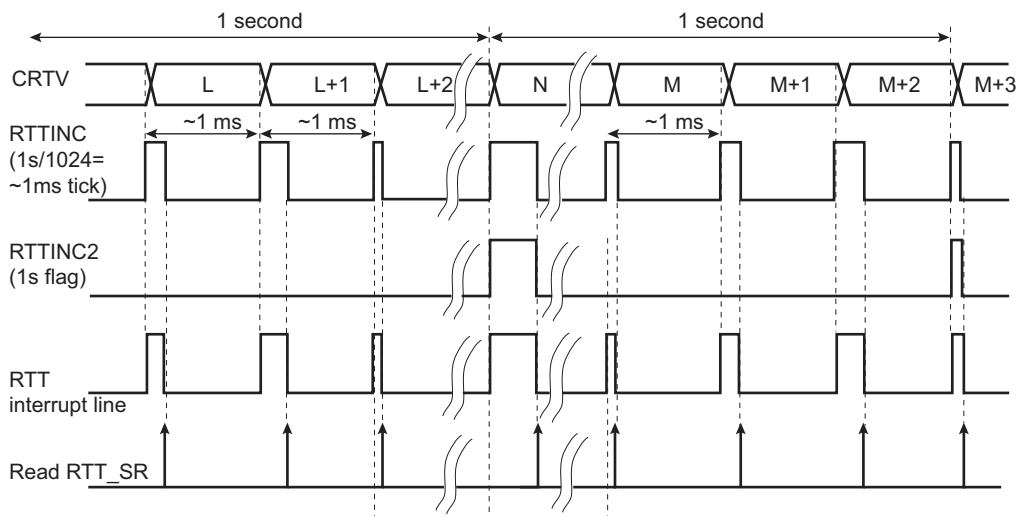 1 second 1 second
CRTV L L+1 L+2 N M M+1 M+2 M+3
~1 ms ~1 ms ~1 ms
RTTINC
(1s/1024=
~1ms tick)
RTTINC2
(1s flag)
RTT
interrupt line
Read RTT_SR